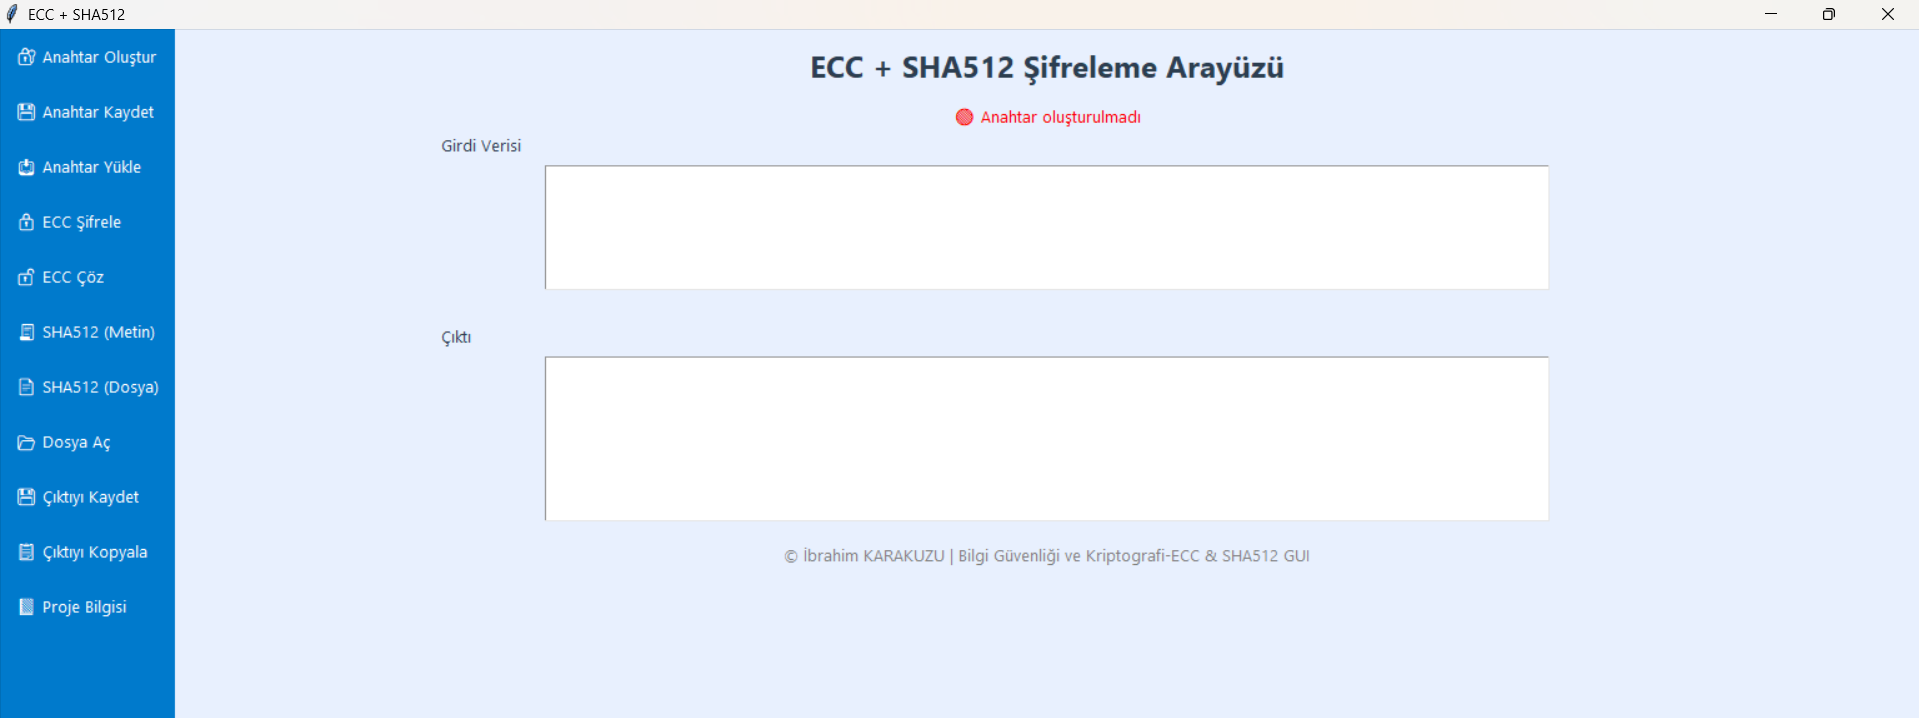 ECC + SHA512
Anahtar Oluştur
Anahtar Kaydet
Anahtar Yükle
ECC Şifrele
ECC Çöz
SHA512 (Metin)
SHA512 (Dosya)
Dosya Aç
Çıktıyı Kaydet
Çıktıyı Kopyala
Proje Bilgisi
ECC + SHA512 Şifreleme Arayüzü
Anahtar oluşturulmadı
Girdi Verisi
Çıktı
© İbrahim KARAKUZU | Bilgi Güvenliği ve Kriptografi-ECC & SHA512 GUI